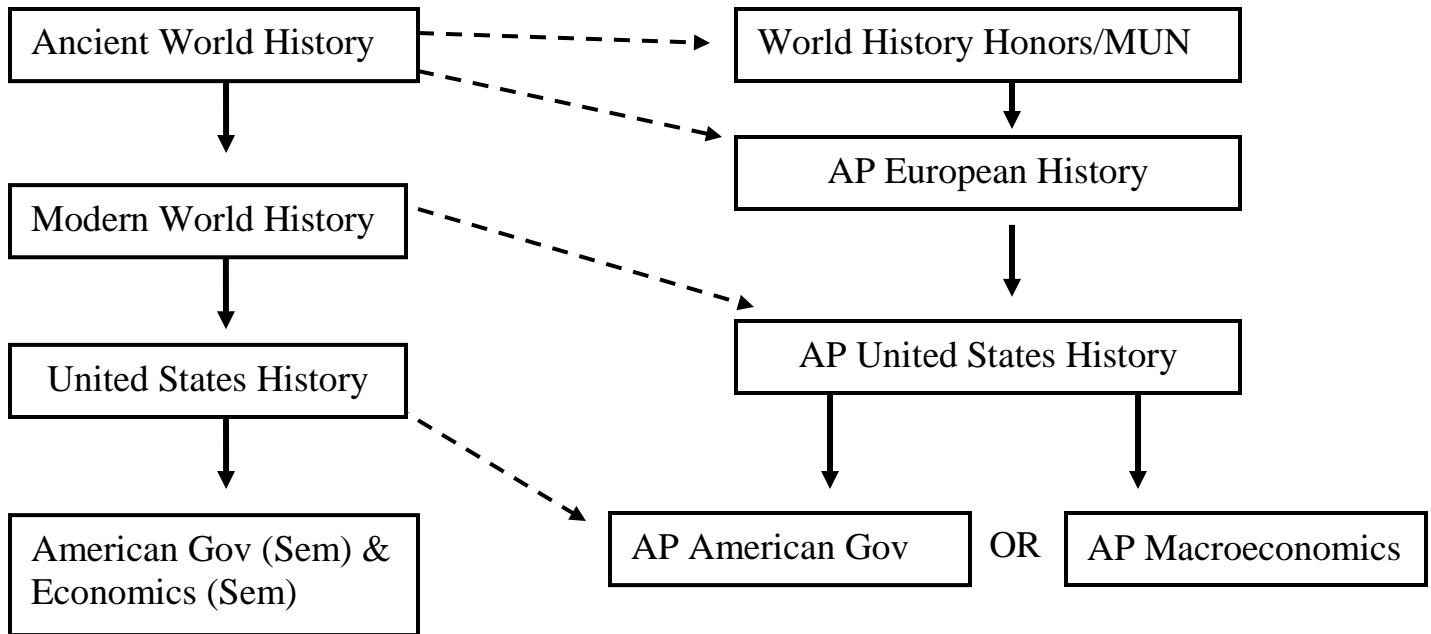 Ancient World History
World History Honors/MUN
AP European History
Modern World History
AP United States History
United States History
American Gov (Sem) &
Economics (Sem)
AP American Gov
OR
AP Macroeconomics